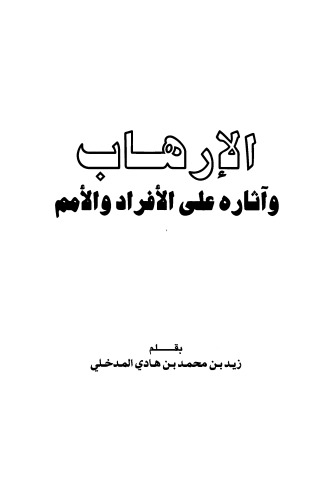 الإرهاب
وآثاره على الأفراد والأمم
بقلم
زيد بن محمد بن هادي المدخلي